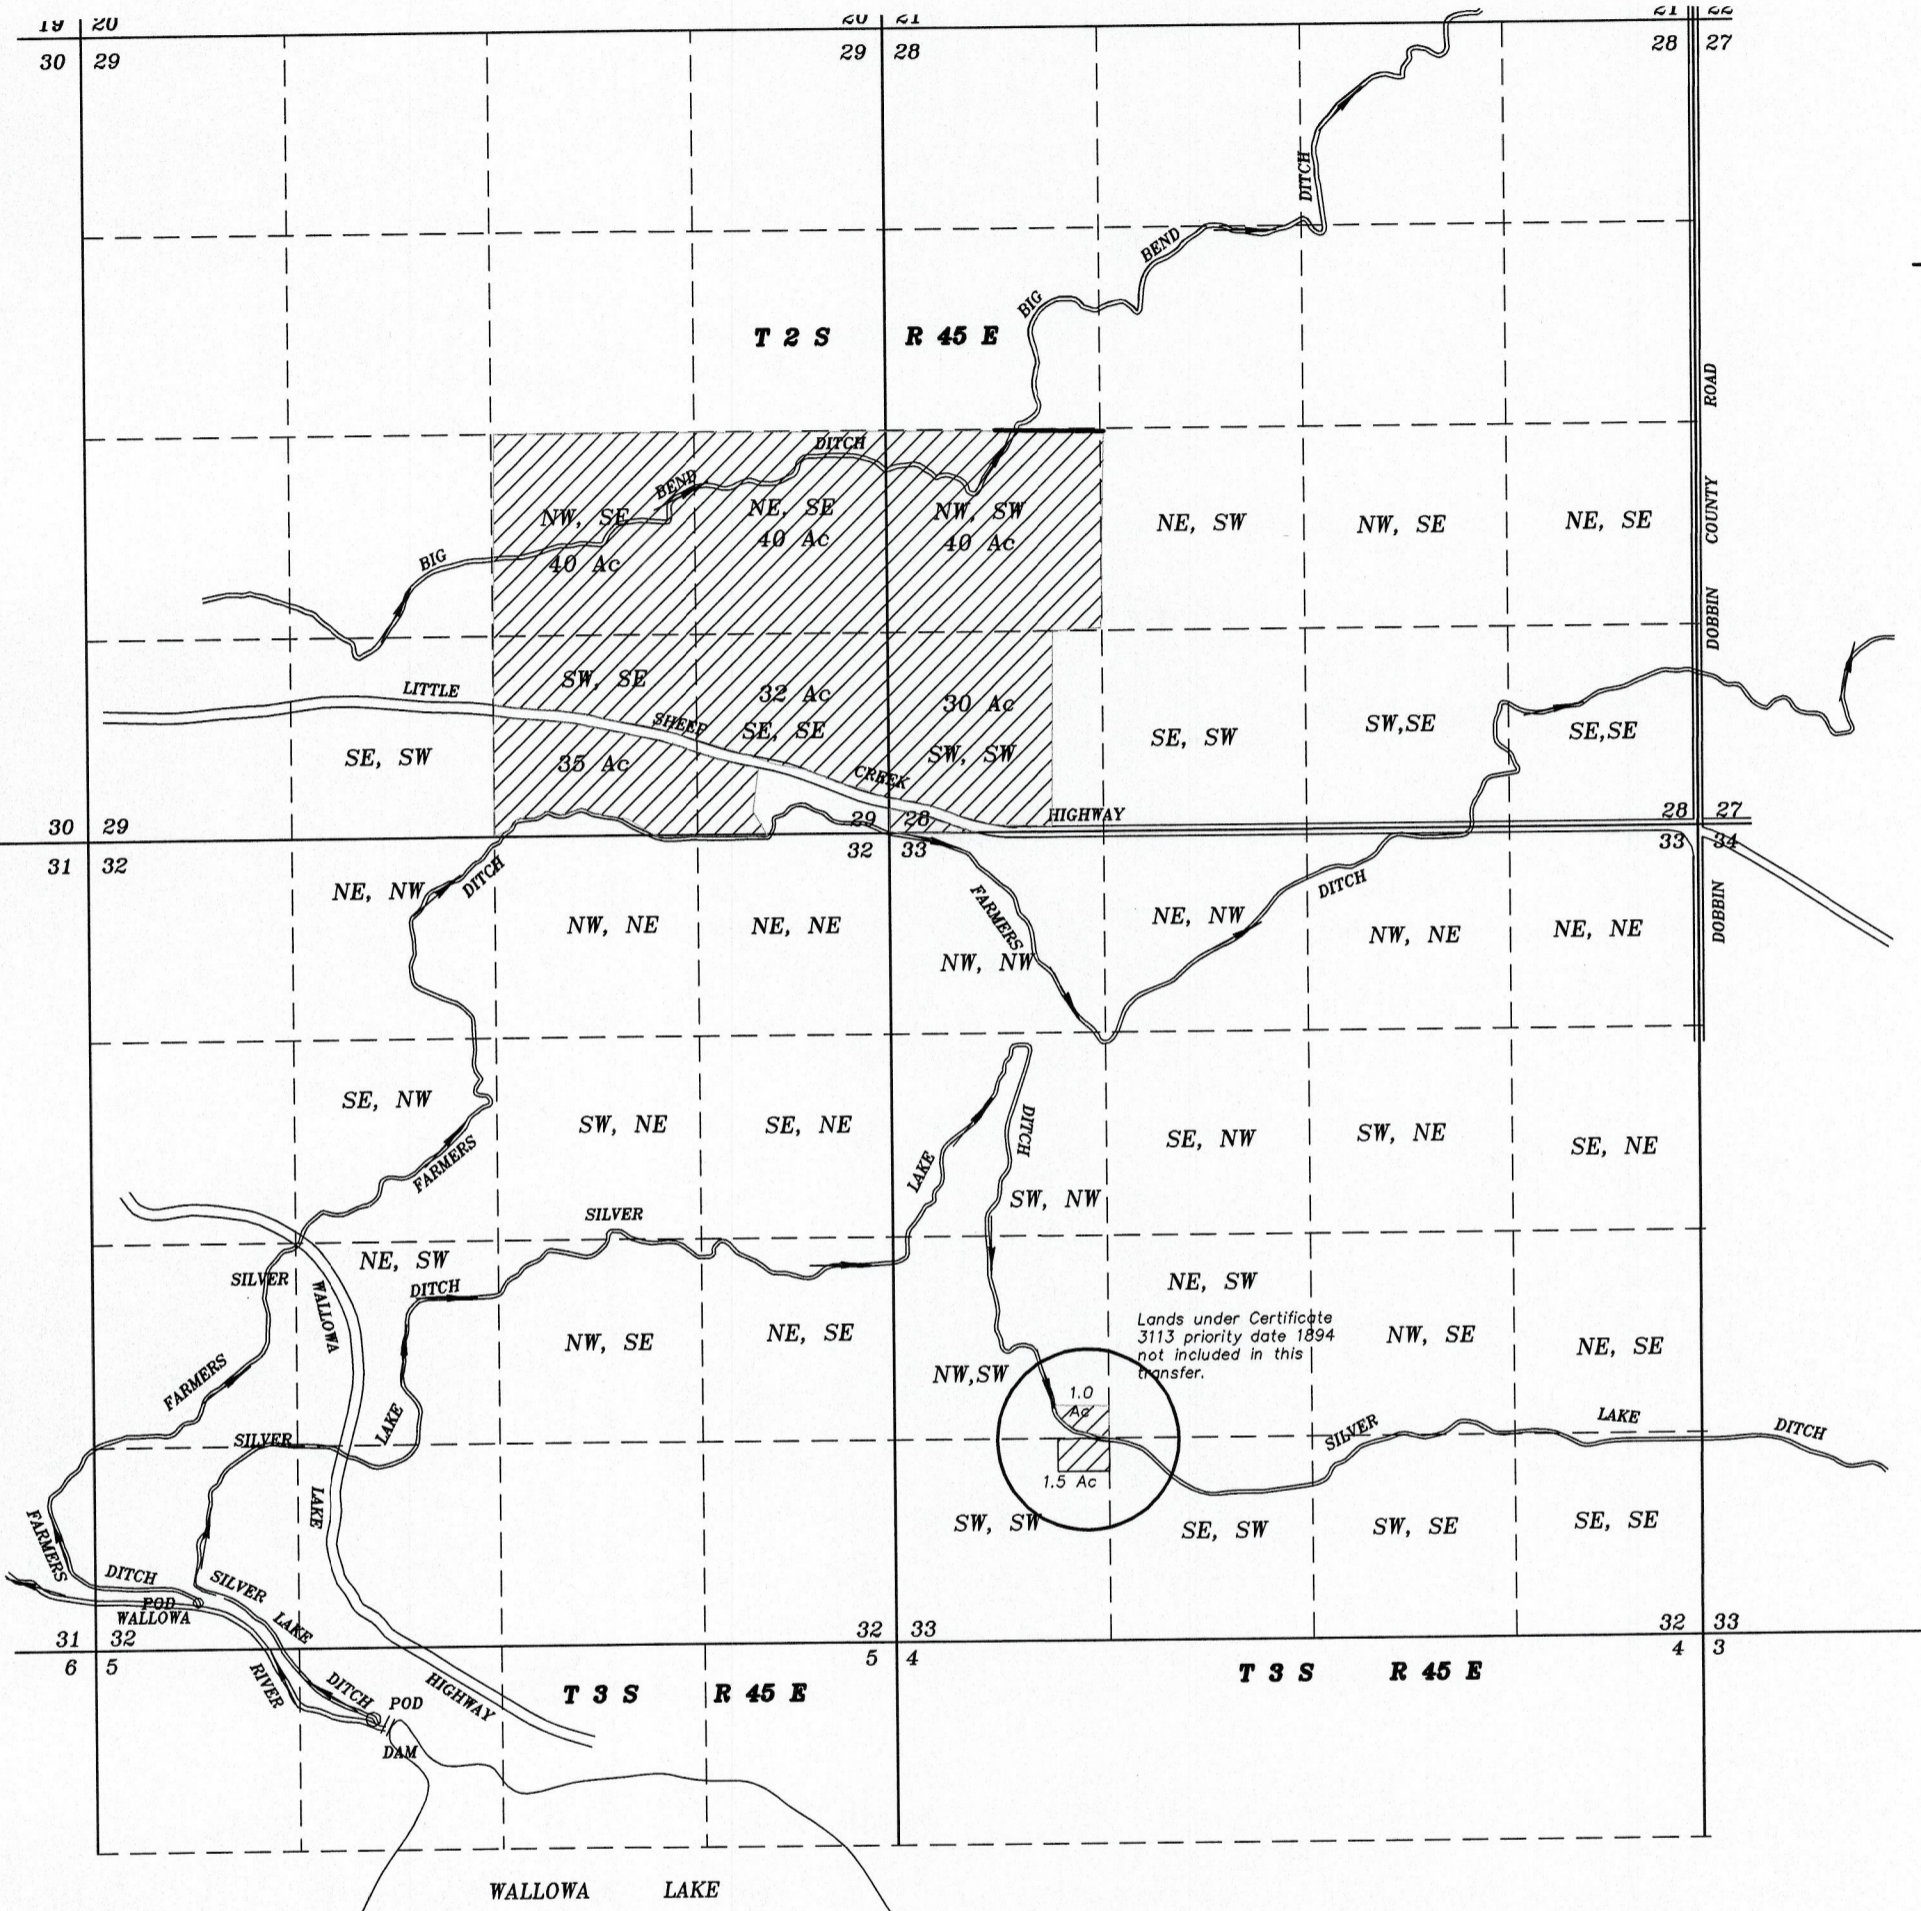 19 20
20 21
21 22
30 29
29 28
28 27
DITCH
BEND
BIG
T 2 S R 45 E
ROAD
DITCH
BEND
NW, SE
40 Ac
NE, SE
40 Ac
NW, SW
40 Ac
NE, SW
NW, SE
NE, SE
COUNTY
BIG
DOBBIN
LITTLE
SW, SE
32 Ac
30 Ac
SHEEP
SE, SE
SW, SW
SE, SW
SW,SE
SE,SE
SE, SW
35 Ac
CREEK
HIGHWAY
30 29
29 28
28 27
31 32
32 33
33 34
DITCH
NE, NW
NW, NE
NE, NE
FARMERS
NW, NW
NE, NW
DITCH
NW, NE
NE, NE
DOBBIN
SE, NW
SW, NE
SE, NE
DITCH
SE, NW
SW, NE
SE, NE
FARMERS
LAKE
SW, NW
SILVER
NE, SW
SILVER
WALLOWA
DITCH
NE, SW
Lands under Certificate
3113 priority date 1894
not included in this
transfer.
NW, SE
NE, SE
NW, SE
NE, SE
NW,SW
FARMERS
1.0
Ac
LAKE
SILVER
SILVER
LAKE
DITCH
1.5 Ac
LAKE
FARMERS
SW, SW
SE, SW
SW, SE
SE, SE
DITCH
SILVER
POD
WALLOWA
LAKE
31 32
32 33
32 33
6 5
5 4
4 3
RIVER
DITCH
POD
HIGHWAY
T 3 S R 45 E
T 3 S R 45 E
DAM
WALLOWA LAKE